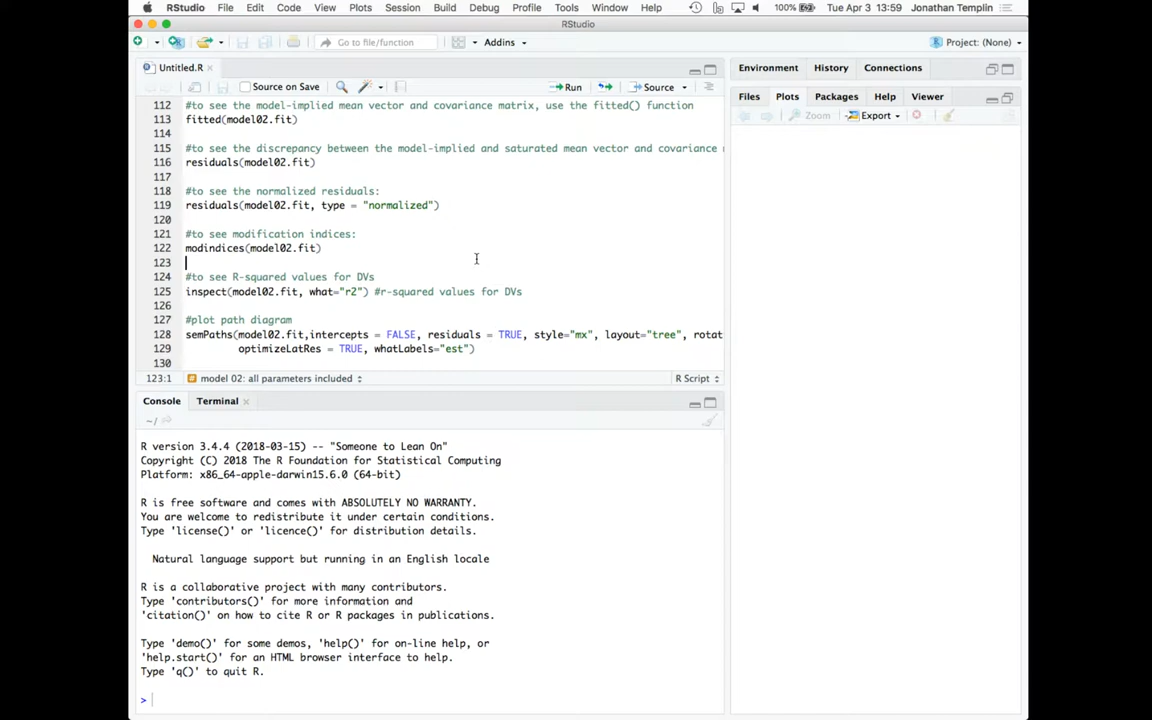 RStudio File Edit Code View Plots Session Build Debug Profile Tools Window Help 100% Tue Apr 3 13:59 Jonathan Templin
RStudio
Go to file/function Addins Project: (None)
Untitled.R
Source on Save Run Source
112 #to see the model-implied mean vector and covariance matrix, use the fitted() function
113 fitted(model02.fit)
114
115 #to see the discrepancy between the model-implied and saturated mean vector and covariance
116 residuals(model02.fit)
117
118 #to see the normalized residuals:
119 residuals(model02.fit, type = "normalized")
120
121 #to see modification indices:
122 modindices(model02.fit)
123
124 #to see R-squared values for DVs
125 inspect(model02.fit, what="r2") #r-squared values for DVs
126
127 #plot path diagram
128 semPaths(model02.fit,intercepts = FALSE, residuals = TRUE, style="mx", layout="tree", rotat
129 optimizeLatRes = TRUE, whatLabels="est")
130
123:1 # model 02: all parameters included R Script
Console Terminal
~/
R version 3.4.4 (2018-03-15) -- "Someone to Lean On"
Copyright (C) 2018 The R Foundation for Statistical Computing
Platform: x86_64-apple-darwin15.6.0 (64-bit)
R is free software and comes with ABSOLUTELY NO WARRANTY.
You are welcome to redistribute it under certain conditions.
Type 'license()' or 'licence()' for distribution details.
Natural language support but running in an English locale
R is a collaborative project with many contributors.
Type 'contributors()' for more information and
'citation()' on how to cite R or R packages in publications.
Type 'demo()' for some demos, 'help()' for on-line help, or
'help.start()' for an HTML browser interface to help.
Type 'q()' to quit R.
>
Environment History Connections
Files Plots Packages Help Viewer
Zoom Export